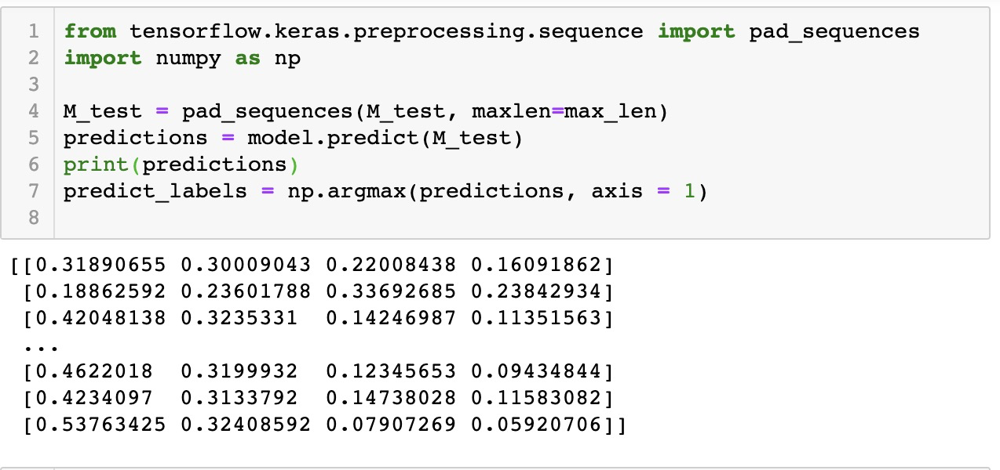 1 from tensorflow.keras.preprocessing.sequence import pad_sequences
2 import numpy as np
3
4 M_test = pad_sequences(M_test, maxlen=max_len)
5 predictions = model.predict(M_test)
6 print(predictions)
7 predict_labels = np.argmax(predictions, axis = 1)
8
[[0.31890655 0.30009043 0.22008438 0.16091862]
 [0.18862592 0.23601788 0.33692685 0.23842934]
 [0.42048138 0.3235331  0.14246987 0.11351563]
 ...
 [0.4622018  0.3199932  0.12345653 0.09434844]
 [0.4234097  0.3133792  0.14738028 0.11583082]
 [0.53763425 0.32408592 0.07907269 0.05920706]]